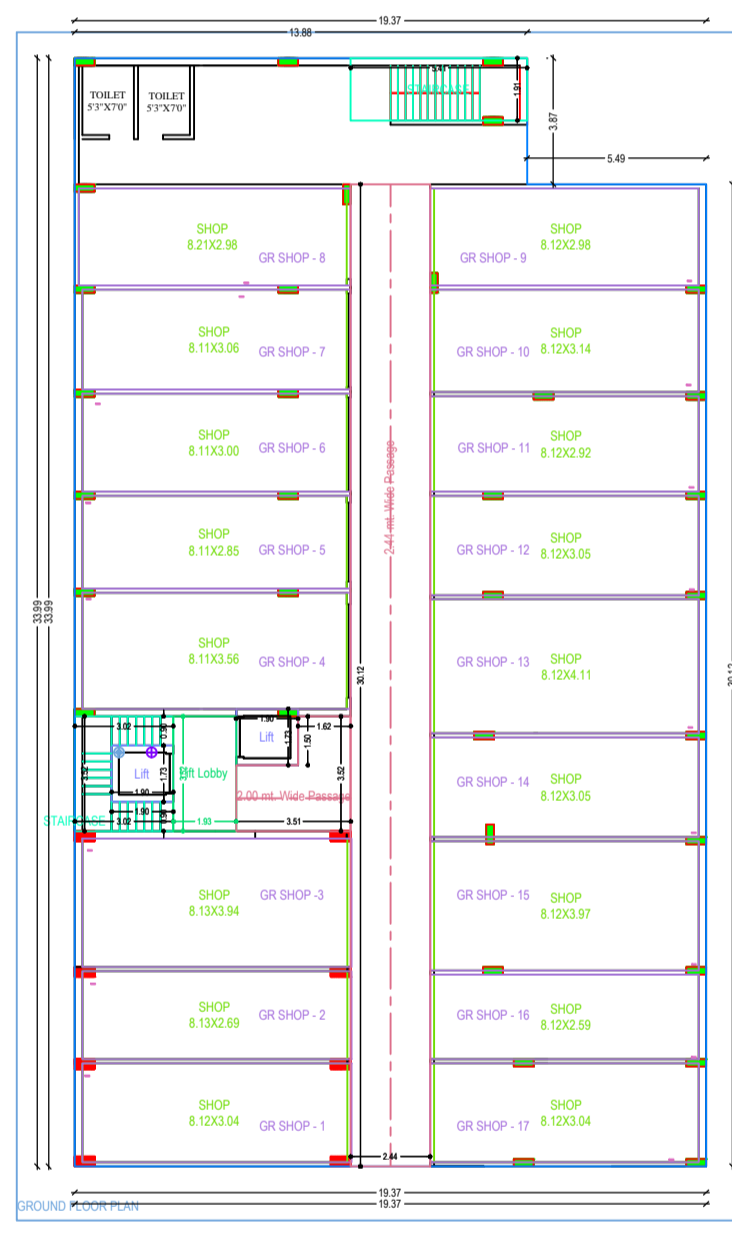 19.37
13.88
5.41
STAIRCASE
1.91
TOILET
5'3"X7'0"
TOILET
5'3"X7'0"
3.87
5.49
33.99
33.99
SHOP
8.21X2.98
GR SHOP - 8
SHOP
8.12X2.98
GR SHOP - 9
SHOP
8.11X3.06
GR SHOP - 7
SHOP
8.12X3.14
GR SHOP - 10
SHOP
8.11X3.00
GR SHOP - 6
SHOP
8.12X2.92
GR SHOP - 11
2.44 mt. Wide Passage
SHOP
8.11X2.85
GR SHOP - 5
SHOP
8.12X3.05
GR SHOP - 12
SHOP
8.11X3.56
GR SHOP - 4
SHOP
8.12X4.11
GR SHOP - 13
30.12
30.12
3.02
0.90
1.90
1.73
1.62
1.50
Lift
3.52
Lift
1.73
Lift Lobby
3.52
1.90
2.00 mt. Wide Passage
1.90
0.90
STAIRCASE
3.02
1.93
3.51
SHOP
8.12X3.05
GR SHOP - 14
SHOP
8.13X3.94
GR SHOP -3
SHOP
8.12X3.97
GR SHOP - 15
SHOP
8.13X2.69
GR SHOP - 2
SHOP
8.12X2.59
GR SHOP - 16
SHOP
8.12X3.04
GR SHOP - 1
SHOP
8.12X3.04
GR SHOP - 17
2.44
19.37
19.37
GROUND FLOOR PLAN